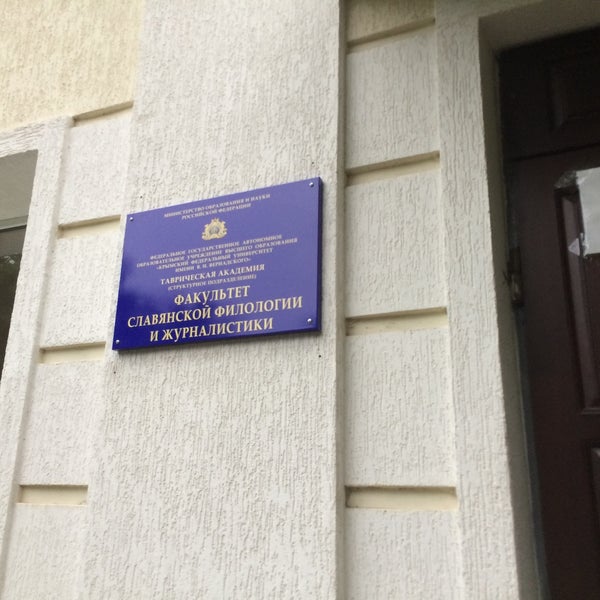 МИНИСТЕРСТВО ОБРАЗОВАНИЯ И НАУКИ
РОССИЙСКОЙ ФЕДЕРАЦИИ
ФЕДЕРАЛЬНОЕ ГОСУДАРСТВЕННОЕ АВТОНОМНОЕ
ОБРАЗОВАТЕЛЬНОЕ УЧРЕЖДЕНИЕ ВЫСШЕГО ОБРАЗОВАНИЯ
«КРЫМСКИЙ ФЕДЕРАЛЬНЫЙ УНИВЕРСИТЕТ
ИМЕНИ В. И. ВЕРНАДСКОГО»
ТАВРИЧЕСКАЯ АКАДЕМИЯ
(СТРУКТУРНОЕ ПОДРАЗДЕЛЕНИЕ)
ФАКУЛЬТЕТ
СЛАВЯНСКОЙ ФИЛОЛОГИИ
И ЖУРНАЛИСТИКИ